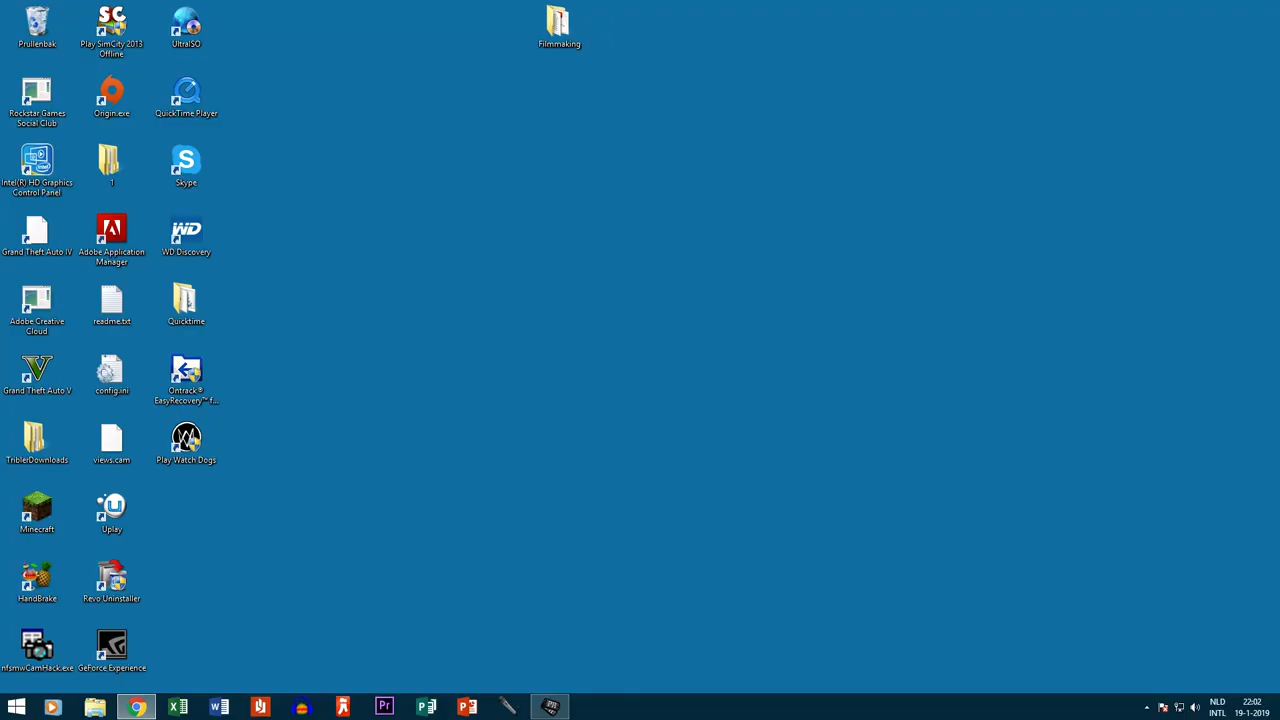 Prullenbak
Play SimCity 2013
Offline
UltraISO
Filmmaking
Rockstar Games
Social Club
Origin.exe
QuickTime Player
Intel(R) HD Graphics
Control Panel
1
Skype
Grand Theft Auto IV
Adobe Application
Manager
WD Discovery
Adobe Creative
Cloud
readme.txt
Quicktime
Grand Theft Auto V
config.ini
Ontrack®
EasyRecovery™ f...
TriblerDownloads
views.cam
Play Watch Dogs
Minecraft
Uplay
HandBrake
Revo Uninstaller
nfsmwCamHack.exe
GeForce Experience
NLD
INTL
22:02
19-1-2019